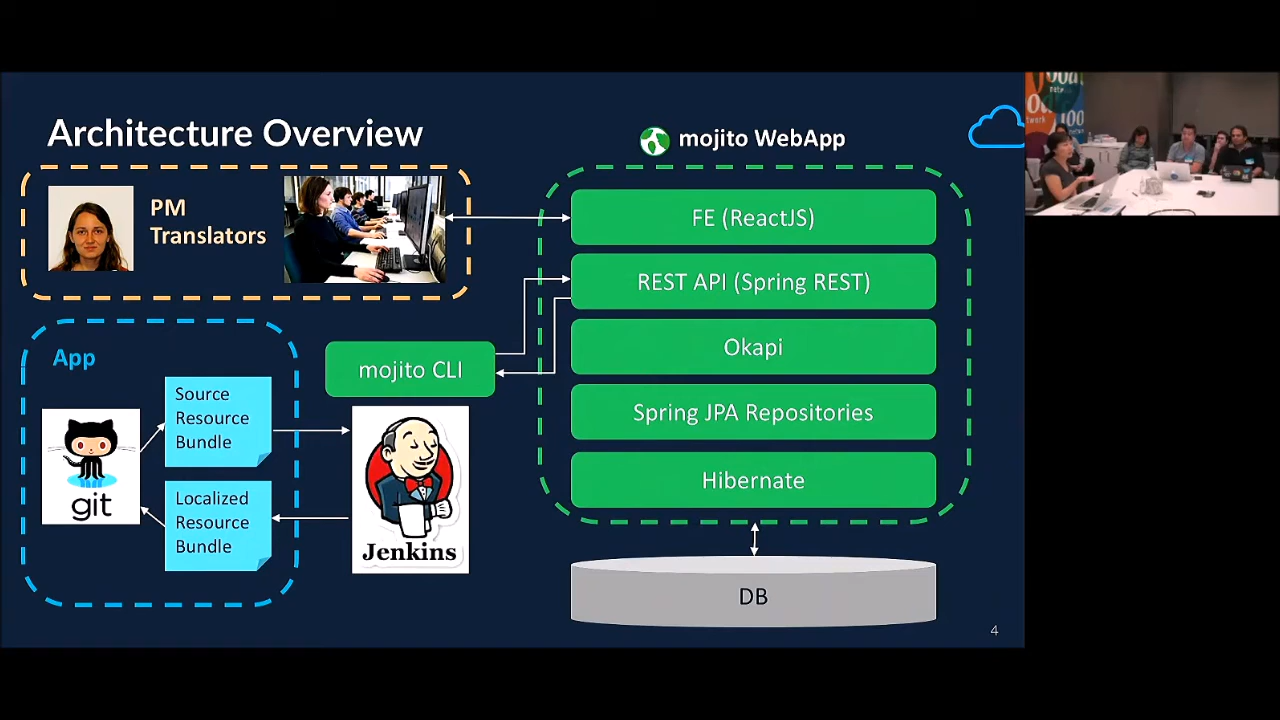 Architecture Overview
mojito WebApp
PM
Translators
FE (ReactJS)
REST API (Spring REST)
Okapi
Spring JPA Repositories
Hibernate
DB
mojito CLI
App
Source
Resource
Bundle
Localized
Resource
Bundle
git
Jenkins
4